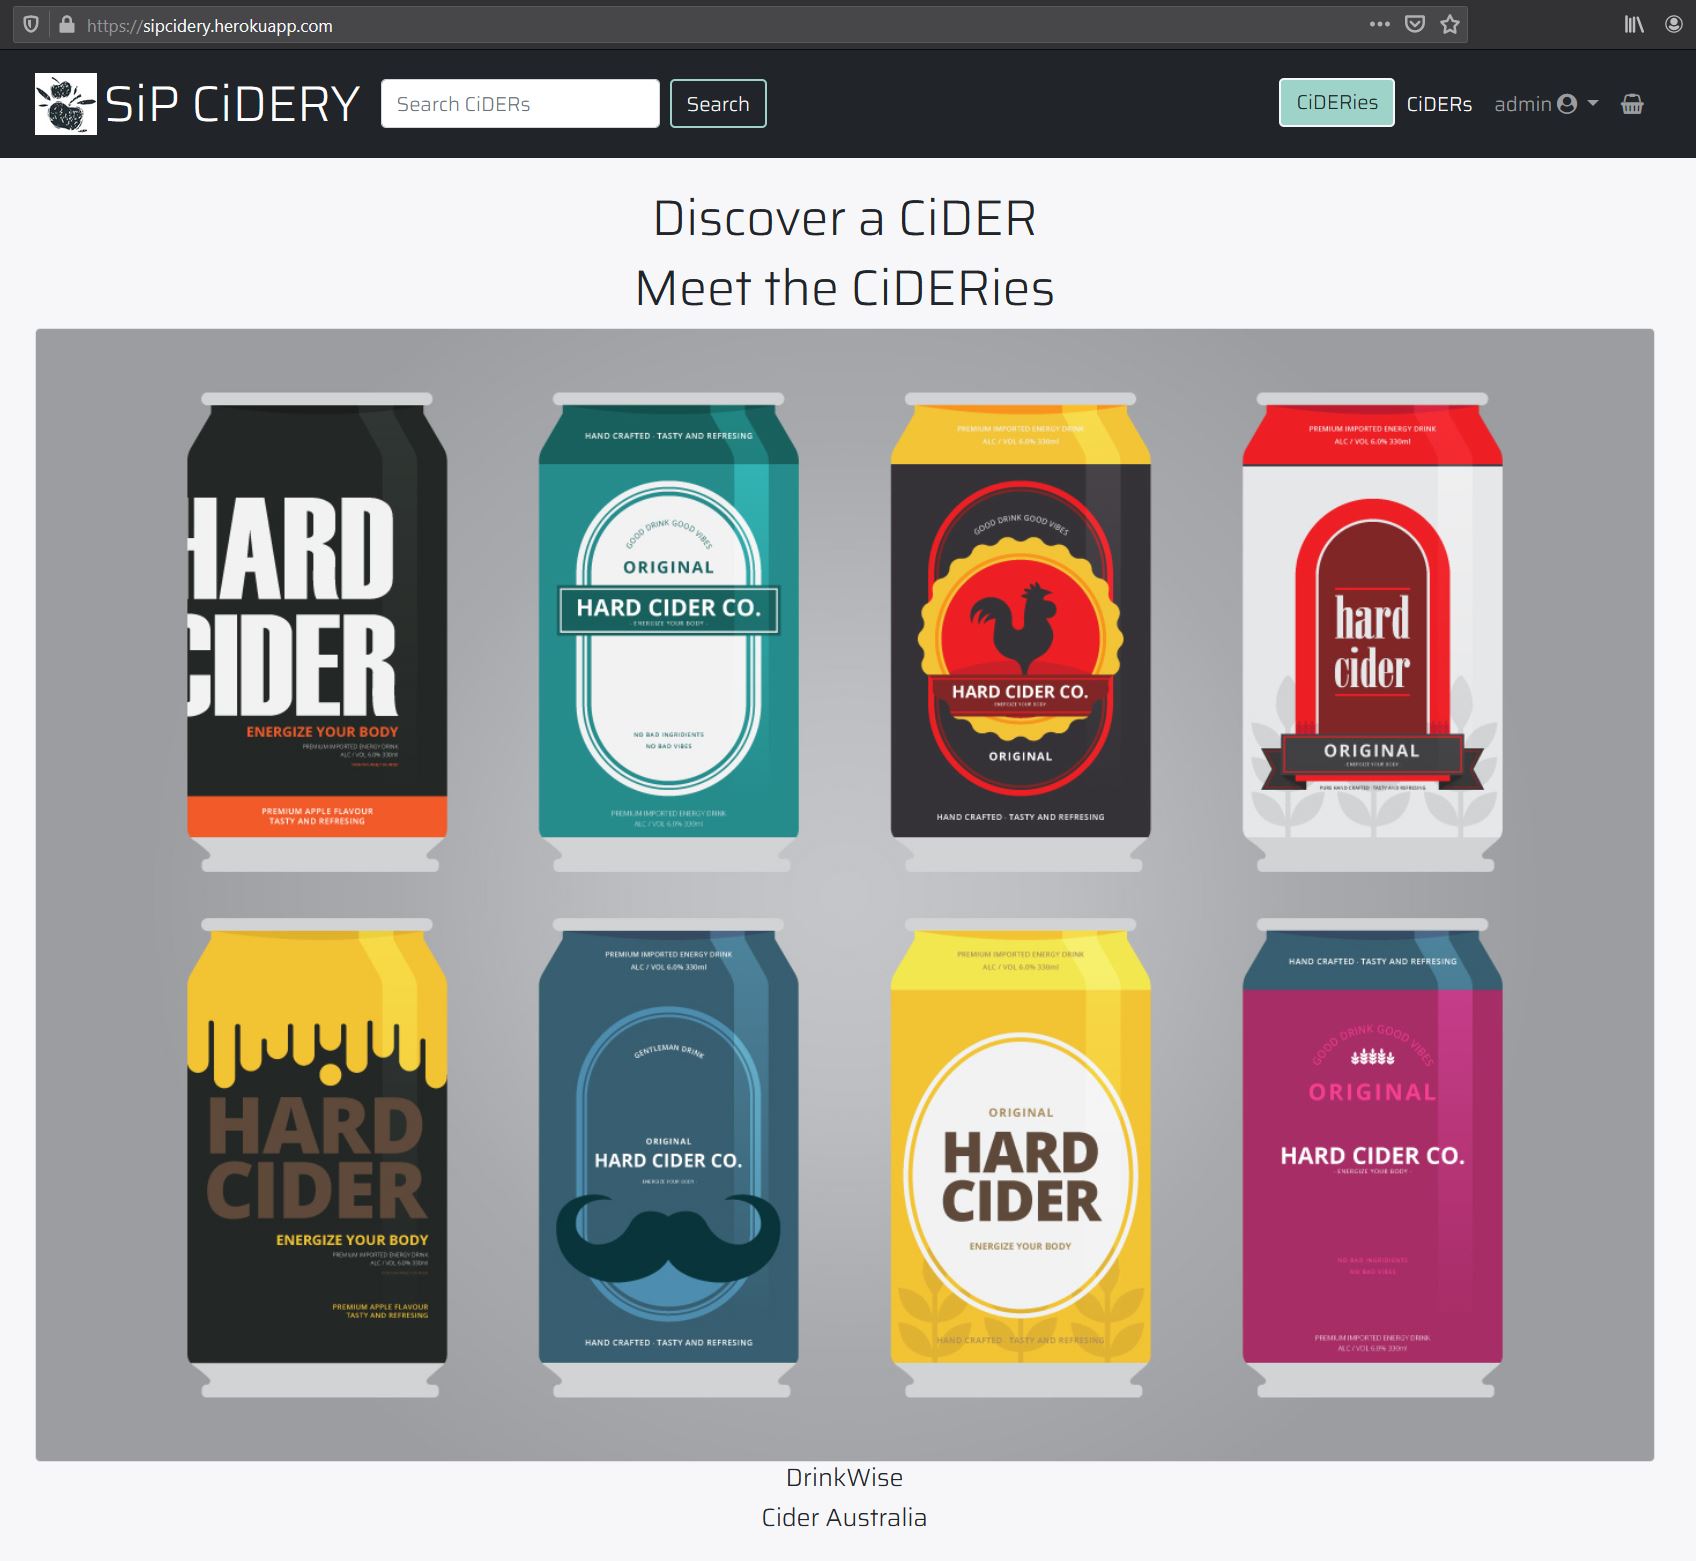 https://sipcidery.herokuapp.com
SiP CiDERY
Search CiDERs
Search
CiDERies
CiDERs
admin
Discover a CiDER
Meet the CiDERies
HARD
CIDER
ENERGIZE YOUR BODY
PREMIUM IMPORTED ENERGY DRINK
ALC / VOL 6.0% 330ml
PREMIUM APPLE FLAVOUR
TASTY AND REFRESING
HAND CRAFTED · TASTY AND REFRESING
GOOD DRINK GOOD VIBES
ORIGINAL
HARD CIDER CO.
· ENERGIZE YOUR BODY ·
NO BAD INGRIDIENTS
NO BAD VIBES
PREMIUM IMPORTED ENERGY DRINK
ALC / VOL 6.0% 330ml
PREMIUM IMPORTED ENERGY DRINK
ALC / VOL 6.0% 330ml
GOOD DRINK GOOD VIBES
HARD CIDER CO.
ENERGIZE YOUR BODY
ORIGINAL
HAND CRAFTED · TASTY AND REFRESING
PREMIUM IMPORTED ENERGY DRINK
ALC / VOL 6.0% 330ml
hard
cider
ORIGINAL
ENERGIZE YOUR BODY
PURE HAND CRAFTED · TASTY AND REFRESING
HARD
CIDER
ENERGIZE YOUR BODY
PREMIUM IMPORTED ENERGY DRINK
ALC / VOL 6.0% 330ml
PREMIUM APPLE FLAVOUR
TASTY AND REFRESING
PREMIUM IMPORTED ENERGY DRINK
ALC / VOL 6.0% 330ml
GENTLEMAN DRINK
ORIGINAL
HARD CIDER CO.
· ENERGIZE YOUR BODY ·
HAND CRAFTED · TASTY AND REFRESING
PREMIUM IMPORTED ENERGY DRINK
ALC / VOL 6.0% 330ml
ORIGINAL
HARD
CIDER
ENERGIZE YOUR BODY
HAND CRAFTED · TASTY AND REFRESING
HAND CRAFTED · TASTY AND REFRESING
GOOD DRINK GOOD VIBES
ORIGINAL
HARD CIDER CO.
· ENERGIZE YOUR BODY ·
NO BAD INGRIDIENTS
NO BAD VIBES
PREMIUM IMPORTED ENERGY DRINK
ALC / VOL 6.0% 330ml
DrinkWise
Cider Australia